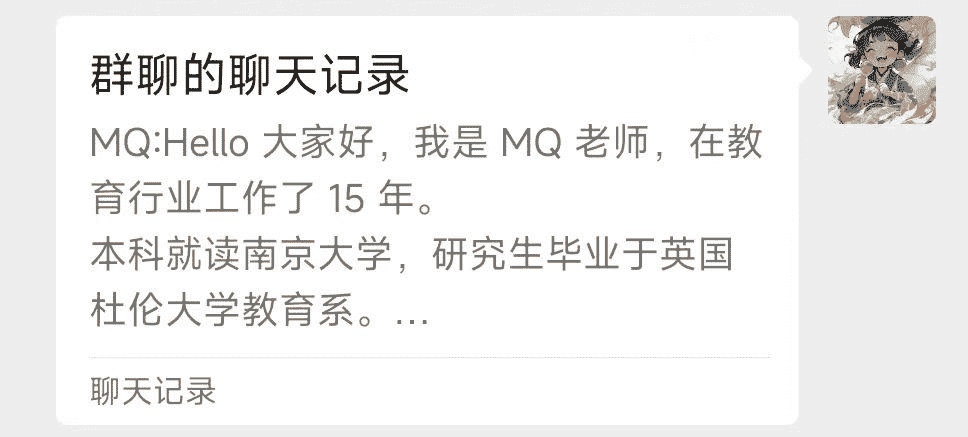 群聊的聊天记录
MQ:Hello 大家好，我是 MQ 老师，在教
育行业工作了 15 年。
本科就读南京大学，研究生毕业于英国
杜伦大学教育系。...
聊天记录